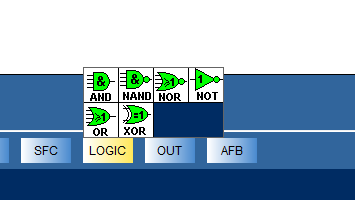 & & ≥1 1
AND NAND NOR NOT
≥1 =1
OR XOR
SFC LOGIC OUT AFB